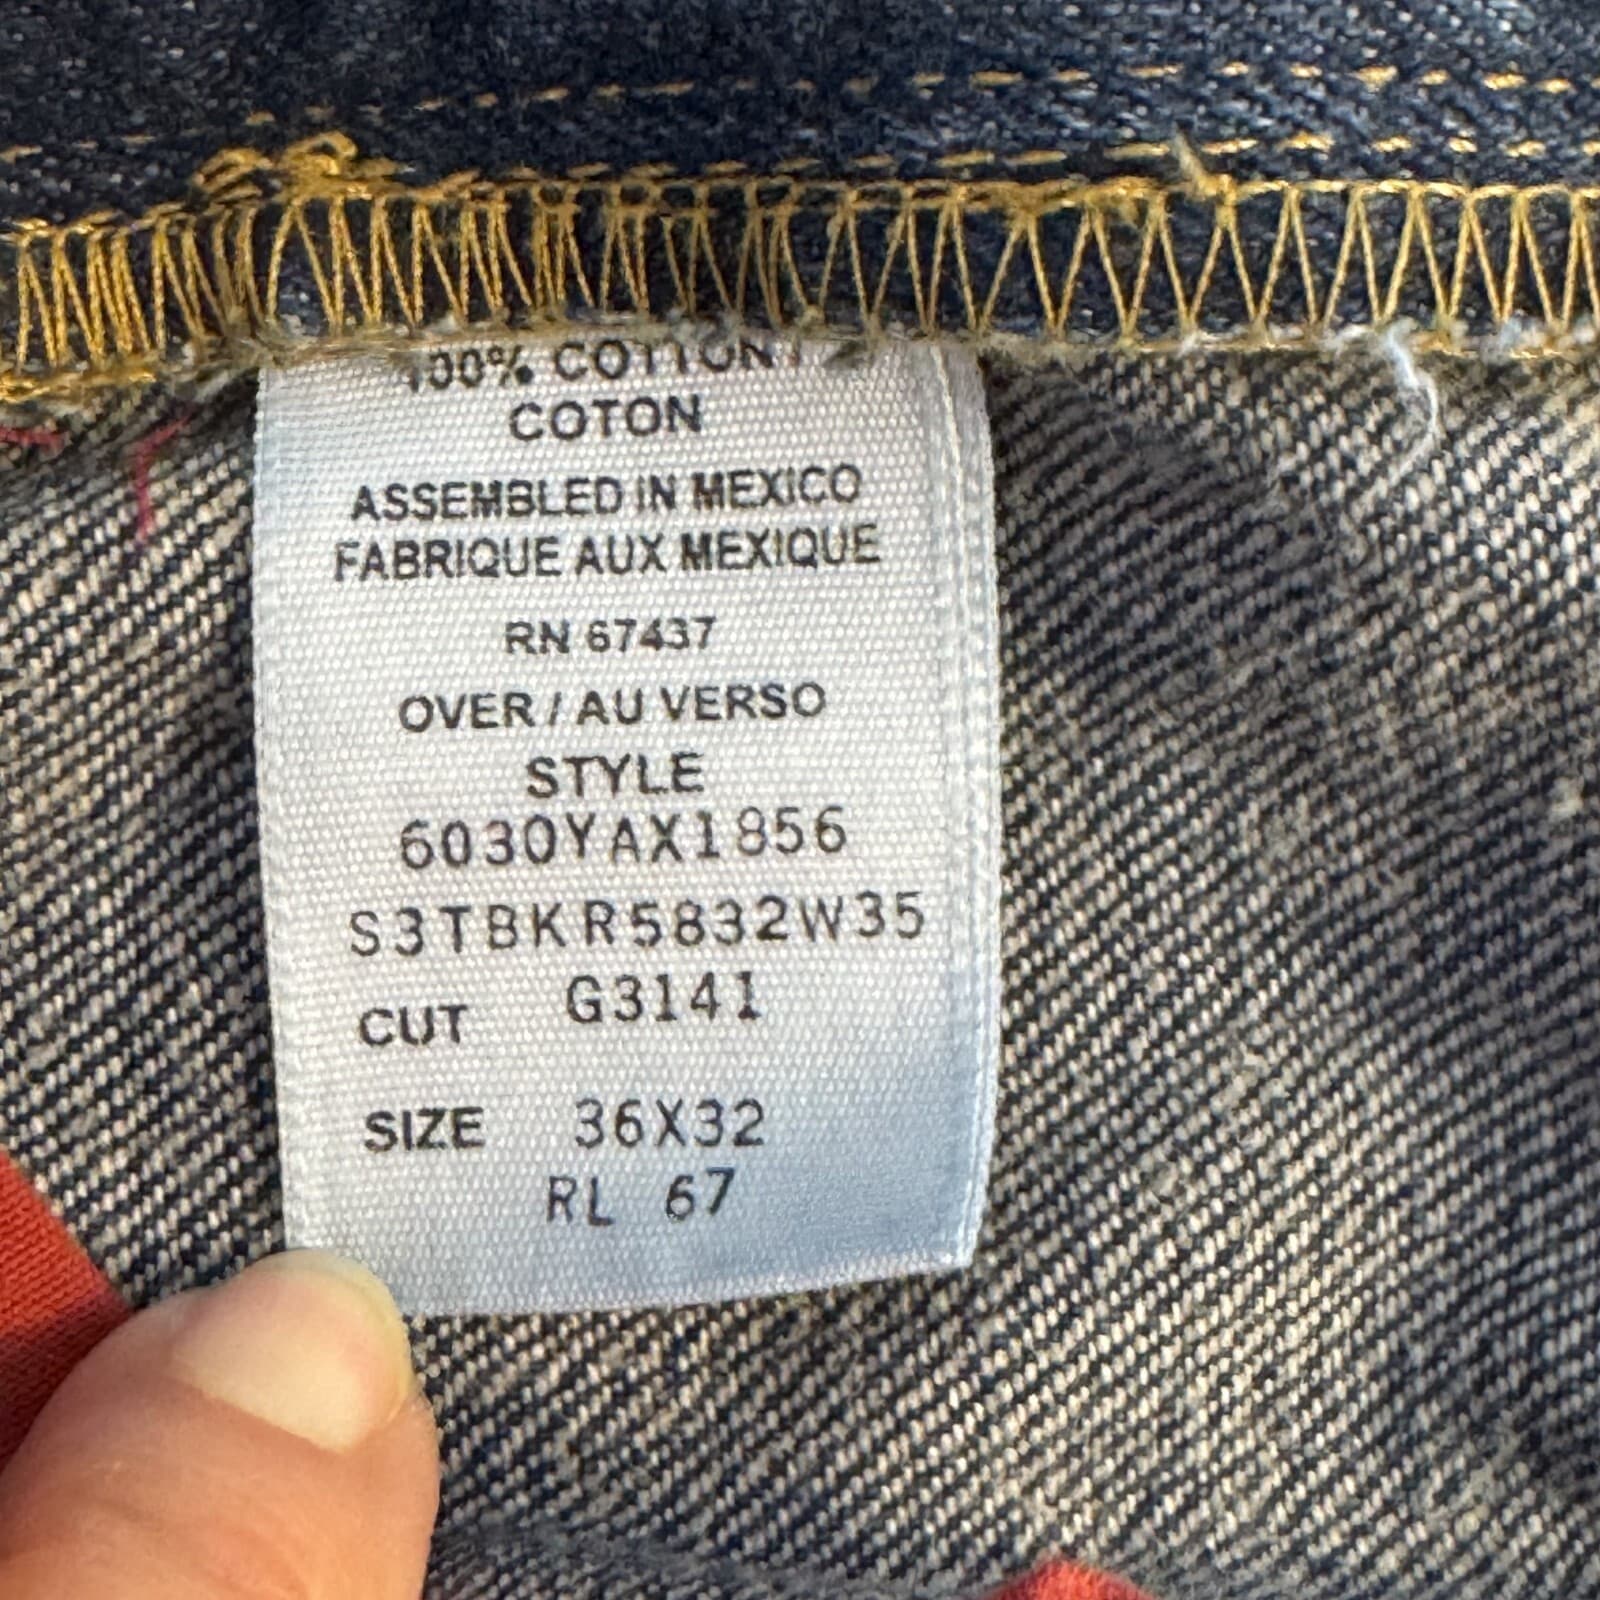 100% COTTON
COTON
ASSEMBLED IN MEXICO
FABRIQUE AUX MEXIQUE
RN 67437
OVER / AU VERSO
STYLE
6030YAX1856
S3TBKR5832W35
CUT G3141
SIZE 36X32
RL 67